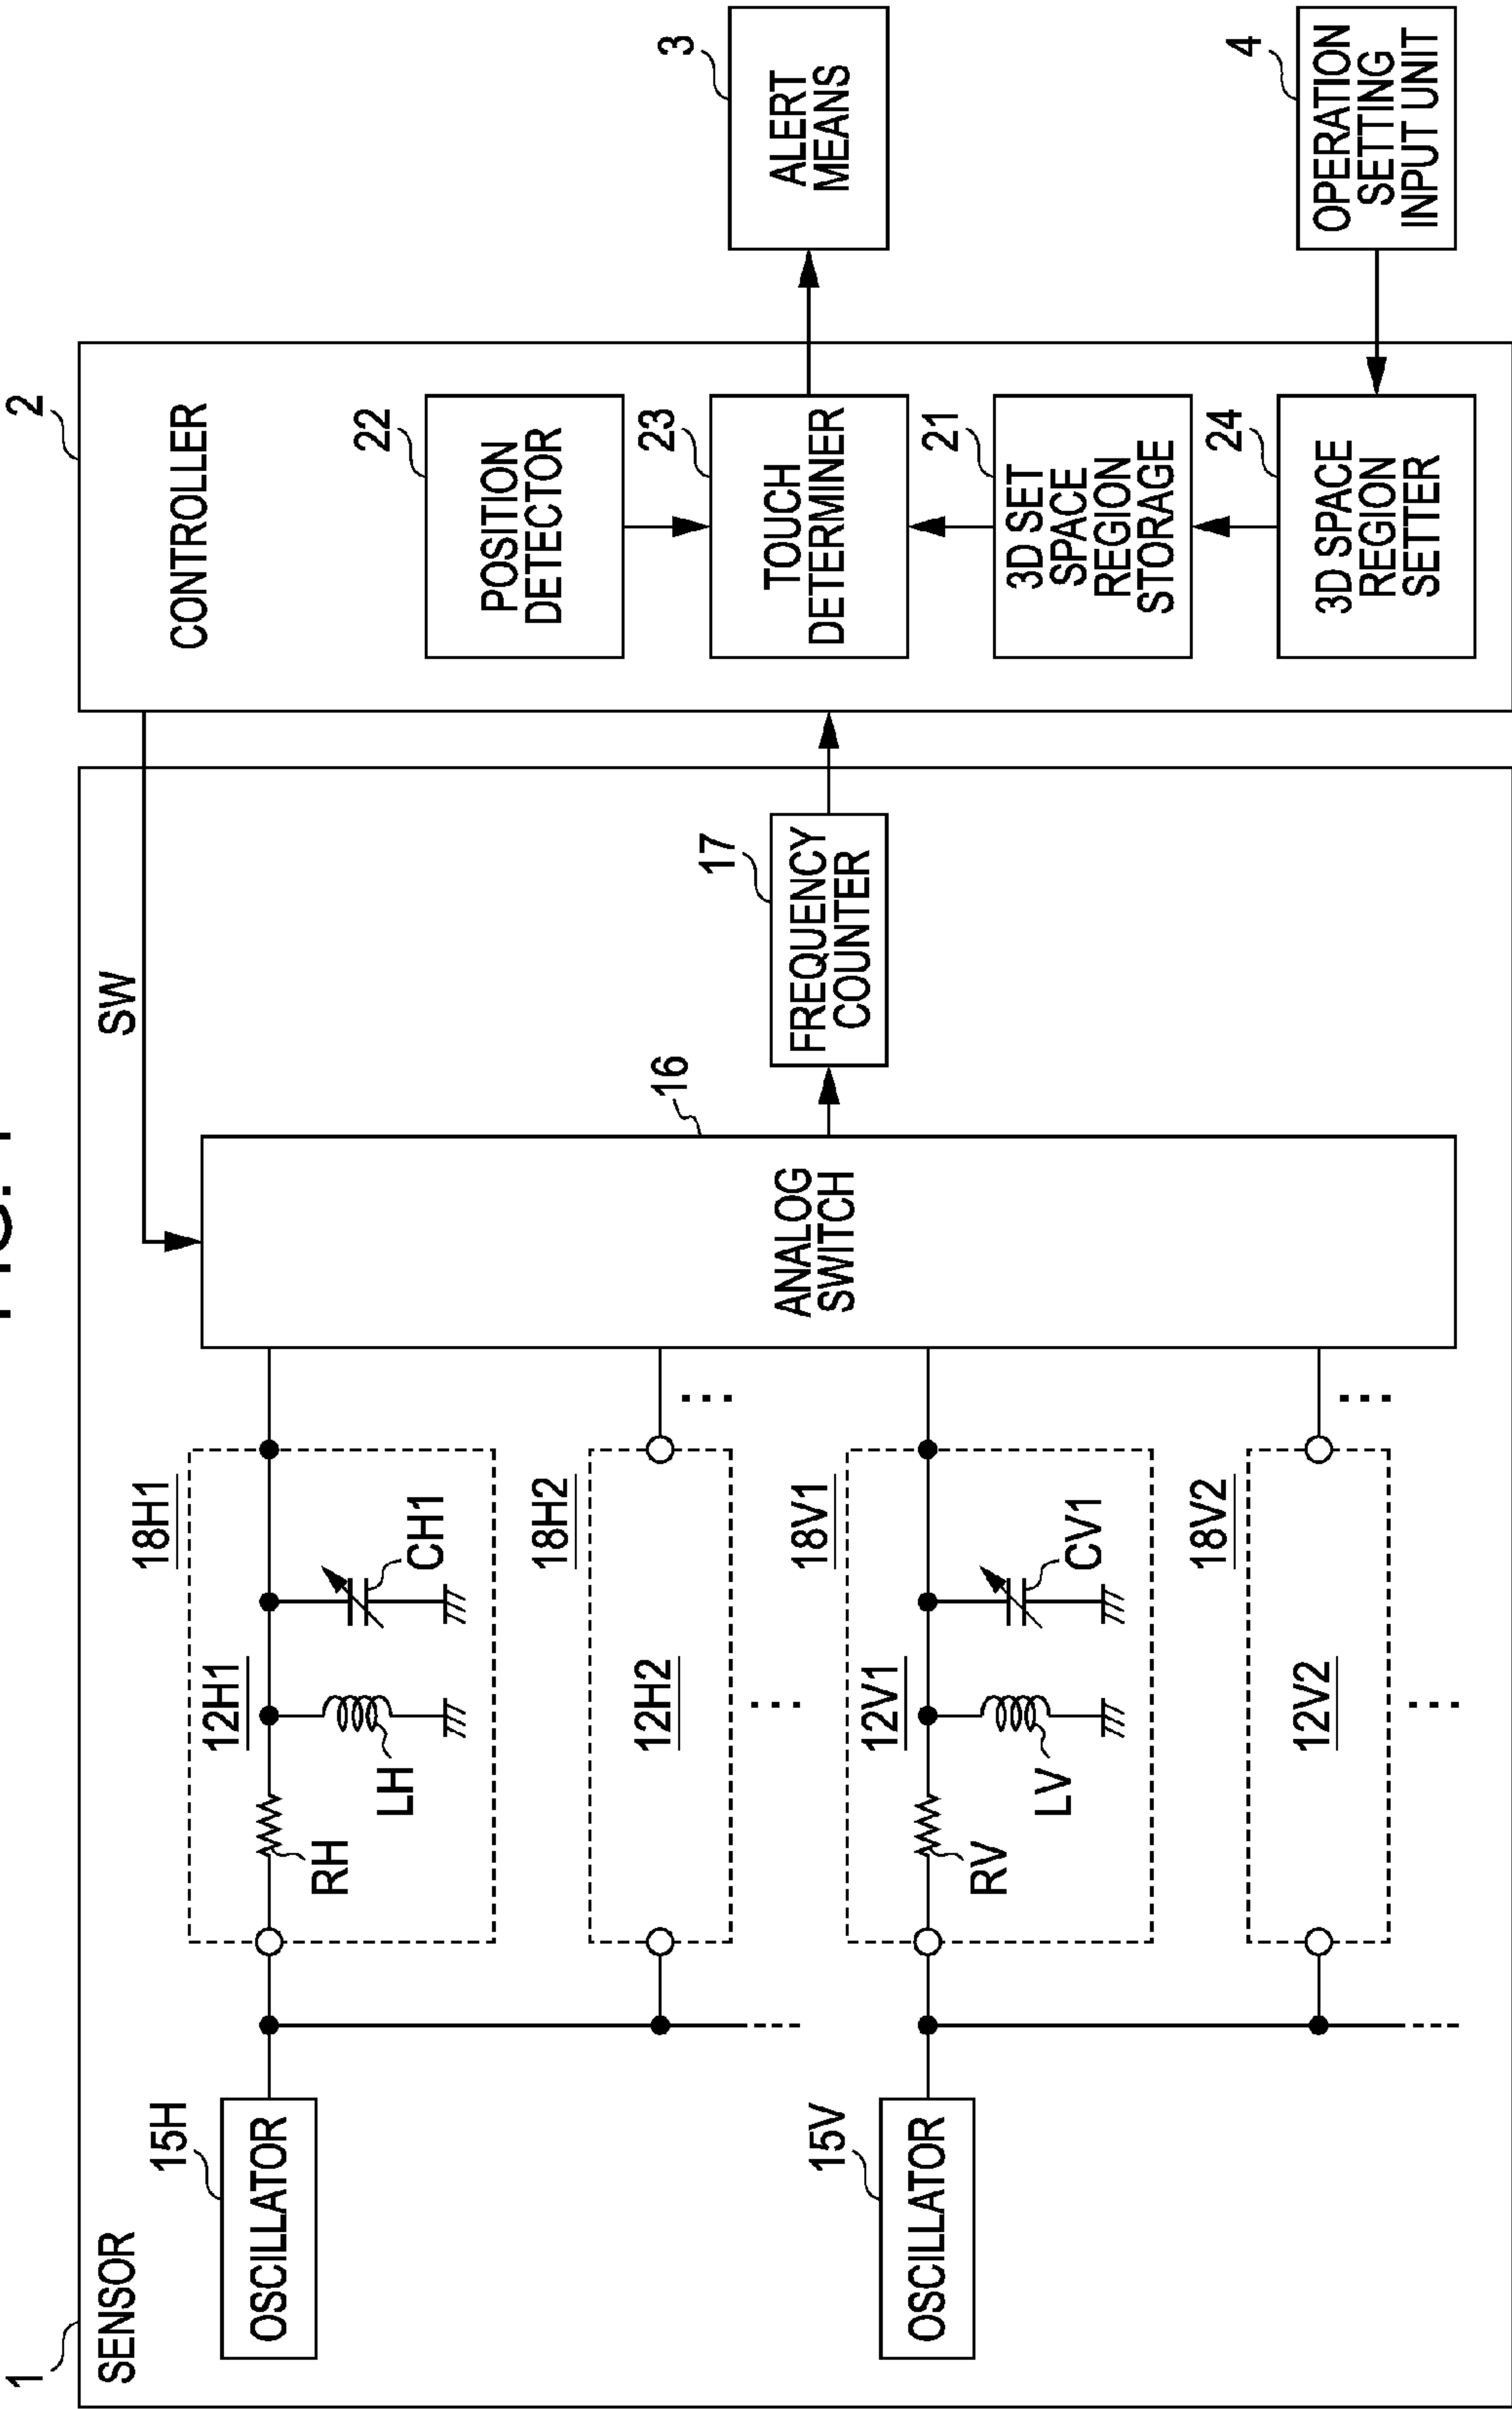 1
SENSOR
15H
OSCILLATOR
15V
OSCILLATOR
18H1
12H1
RH
LH
CH1
18H2
12H2
18V1
12V1
RV
LV
CV1
18V2
12V2
SW
16
ANALOG
SWITCH
17
FREQUENCY
COUNTER
2
CONTROLLER
22
POSITION
DETECTOR
23
TOUCH
DETERMINER
21
3D SET
SPACE
REGION
STORAGE
24
3D SPACE
REGION
SETTER
3
ALERT
MEANS
4
OPERATION
SETTING
INPUT UNIT